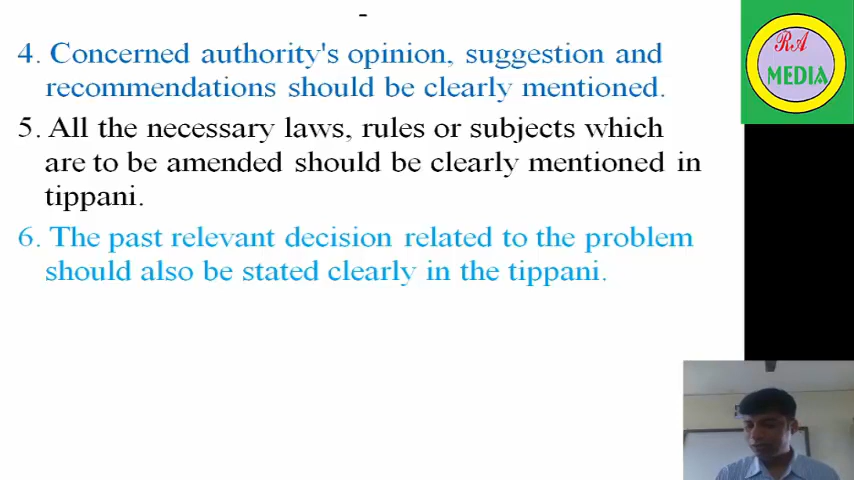 4. Concerned authority's opinion, suggestion and
recommendations should be clearly mentioned.
5. All the necessary laws, rules or subjects which
are to be amended should be clearly mentioned in
tippani.
6. The past relevant decision related to the problem
should also be stated clearly in the tippani.
RA
MEDIA